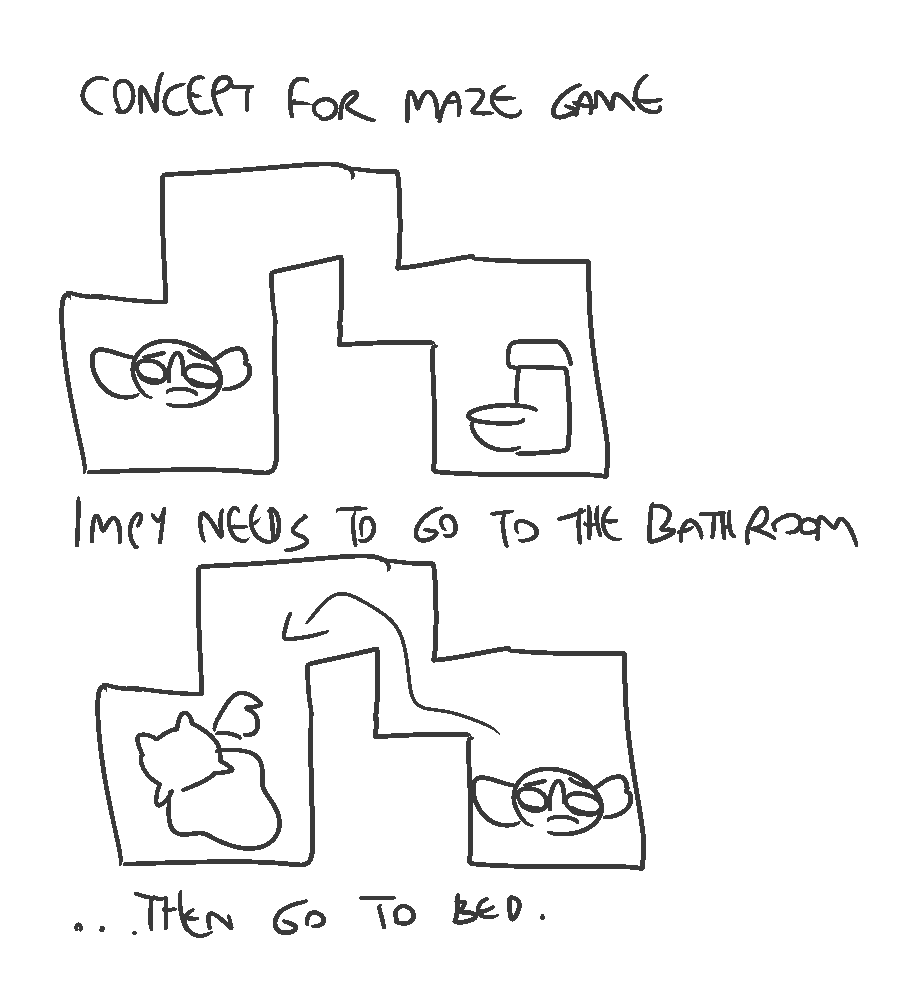 CONCEPT FOR MAZE GAME
IMPY NEEDS TO GO TO THE BATHROOM
...THEN GO TO BED.